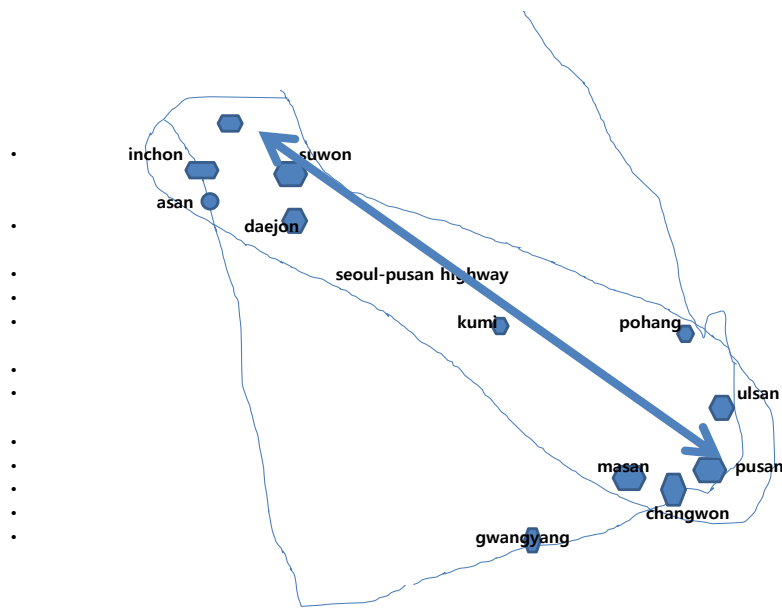 inchon
suwon
asan
daejon
seoul-pusan highway
kumi
pohang
ulsan
masan
pusan
changwon
gwangyang